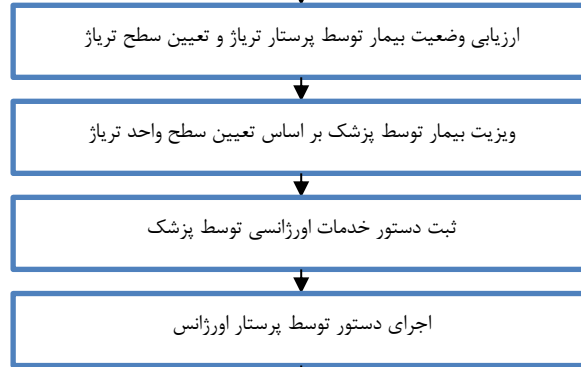 ارزیابی وضعیت بیمار توسط پرستار تریاژ و تعیین سطح تریاژ
ویزیت بیمار توسط پزشک بر اساس تعیین سطح واحد تریاژ
ثبت دستور خدمات اورژانسی توسط پزشک
اجرای دستور توسط پرستار اورژانس